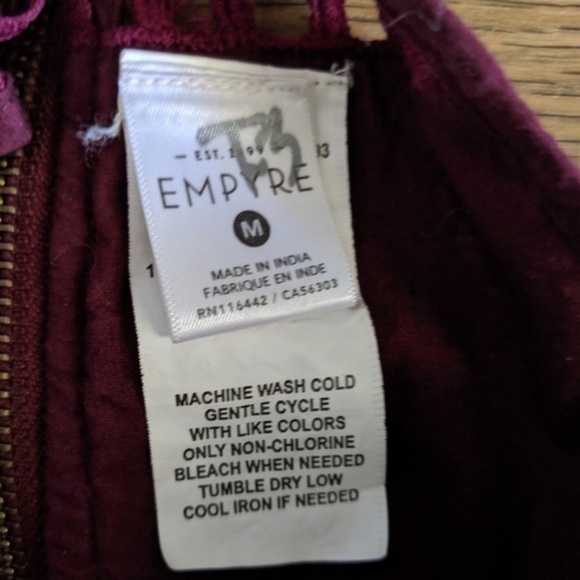 — EST. 1999 —
EMPYRE
M
MADE IN INDIA
FABRIQUE EN INDE
RN116442 / CA56303
MACHINE WASH COLD
GENTLE CYCLE
WITH LIKE COLORS
ONLY NON-CHLORINE
BLEACH WHEN NEEDED
TUMBLE DRY LOW
COOL IRON IF NEEDED